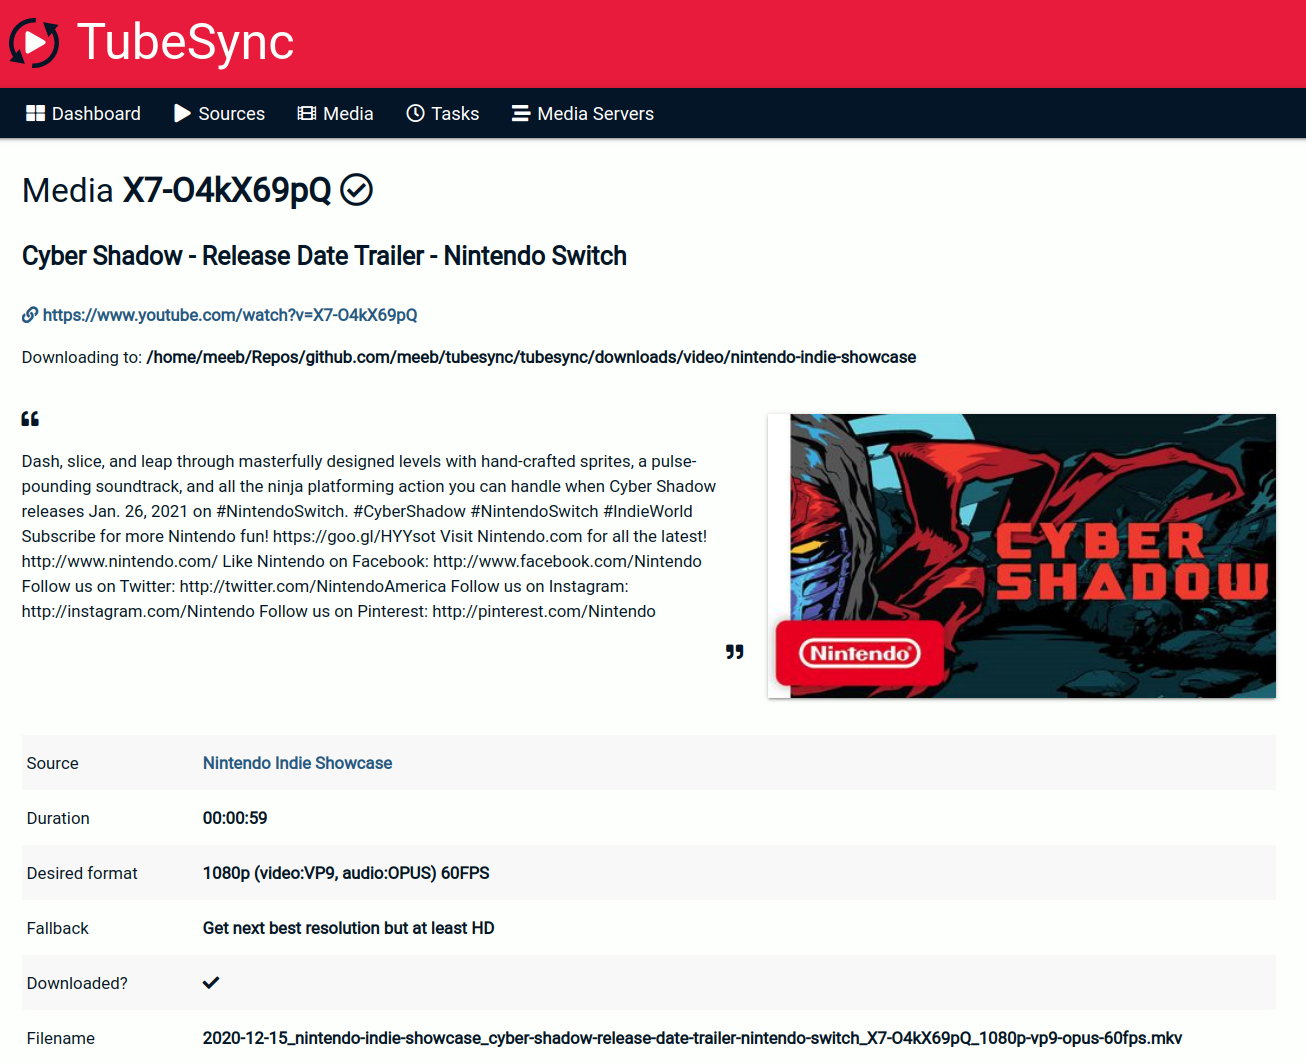 TubeSync
Dashboard Sources Media Tasks Media Servers
Media X7-O4kX69pQ
Cyber Shadow - Release Date Trailer - Nintendo Switch
https://www.youtube.com/watch?v=X7-O4kX69pQ
Downloading to: /home/meeb/Repos/github.com/meeb/tubesync/tubesync/downloads/video/nintendo-indie-showcase
“
Dash, slice, and leap through masterfully designed levels with hand-crafted sprites, a pulse-
pounding soundtrack, and all the ninja platforming action you can handle when Cyber Shadow
releases Jan. 26, 2021 on #NintendoSwitch. #CyberShadow #NintendoSwitch #IndieWorld
Subscribe for more Nintendo fun! https://goo.gl/HYYsot Visit Nintendo.com for all the latest!
http://www.nintendo.com/ Like Nintendo on Facebook: http://www.facebook.com/Nintendo
Follow us on Twitter: http://twitter.com/NintendoAmerica Follow us on Instagram:
http://instagram.com/Nintendo Follow us on Pinterest: http://pinterest.com/Nintendo
”
CYBER
SHADOW
Nintendo®
Source Nintendo Indie Showcase
Duration 00:00:59
Desired format 1080p (video:VP9, audio:OPUS) 60FPS
Fallback Get next best resolution but at least HD
Downloaded? ✔
Filename 2020-12-15_nintendo-indie-showcase_cyber-shadow-release-date-trailer-nintendo-switch_X7-O4kX69pQ_1080p-vp9-opus-60fps.mkv